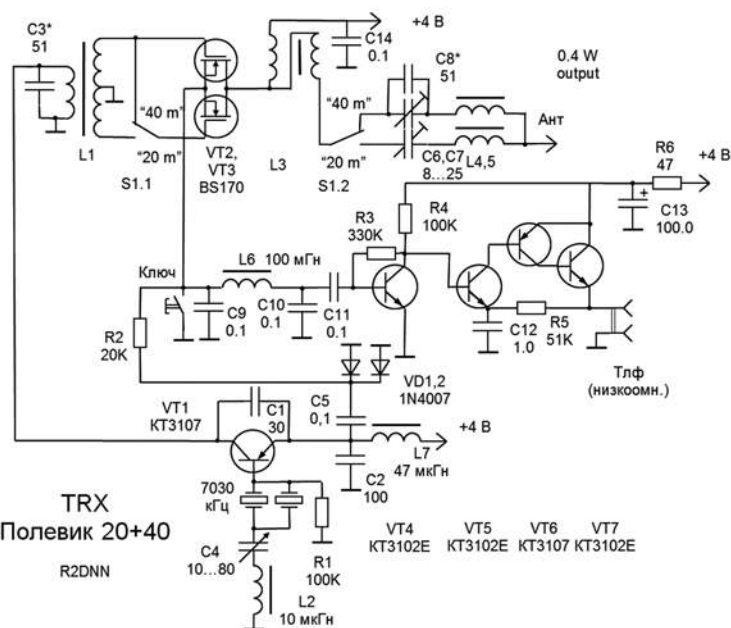 C3*
51
L1
S1.1
"40 m"
"20 m"
VT2,
VT3
BS170
L3
C14
0.1
+4 В
C8*
51
0.4 W
output
"40 m"
"20 m"
S1.2
C6,C7
8...25
L4,5
Ант
R6
47
+4 В
C13
100.0
+
R3
330K
R4
100K
Ключ
L6 100 мГн
C9
0.1
C10
0.1
C11
0.1
R2
20K
C12
1.0
R5
51K
Тлф
(низкоомн.)
VD1,2
1N4007
VT1
КТ3107
C1
30
C5
0,1
+4 В
L7
47 мкГн
C2
100
7030
кГц
R1
100K
C4
10...80
L2
10 мкГн
TRX
Полевик 20+40
R2DNN
VT4 VT5 VT6 VT7
КТ3102Е КТ3102Е КТ3107 КТ3102Е